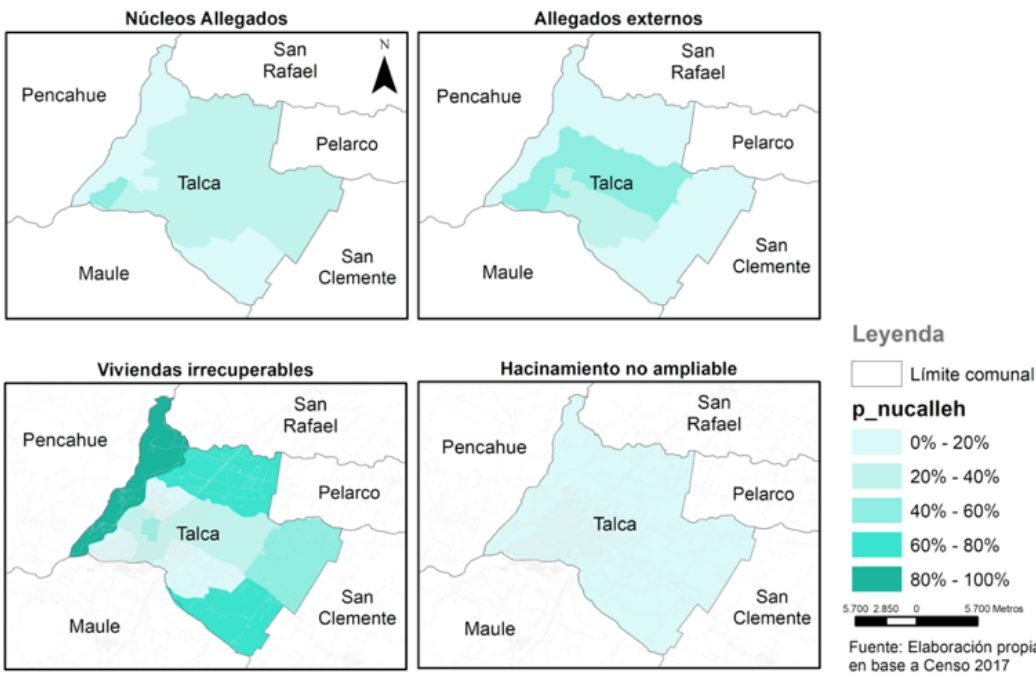 Núcleos Allegados
San
Rafael
N
Pencahue
Pelarco
Talca
Maule
San
Clemente
Allegados externos
San
Rafael
Pencahue
Pelarco
Talca
Maule
San
Clemente
Viviendas irrecuperables
San
Rafael
Pencahue
Pelarco
Talca
Maule
San
Clemente
Hacinamiento no ampliable
San
Rafael
Pencahue
Pelarco
Talca
Maule
San
Clemente
Leyenda
Límite comunal
p_nucalleh
0% - 20%
20% - 40%
40% - 60%
60% - 80%
80% - 100%
5.700 2.850 0 5.700 Metros
Fuente: Elaboración propia
en base a Censo 2017